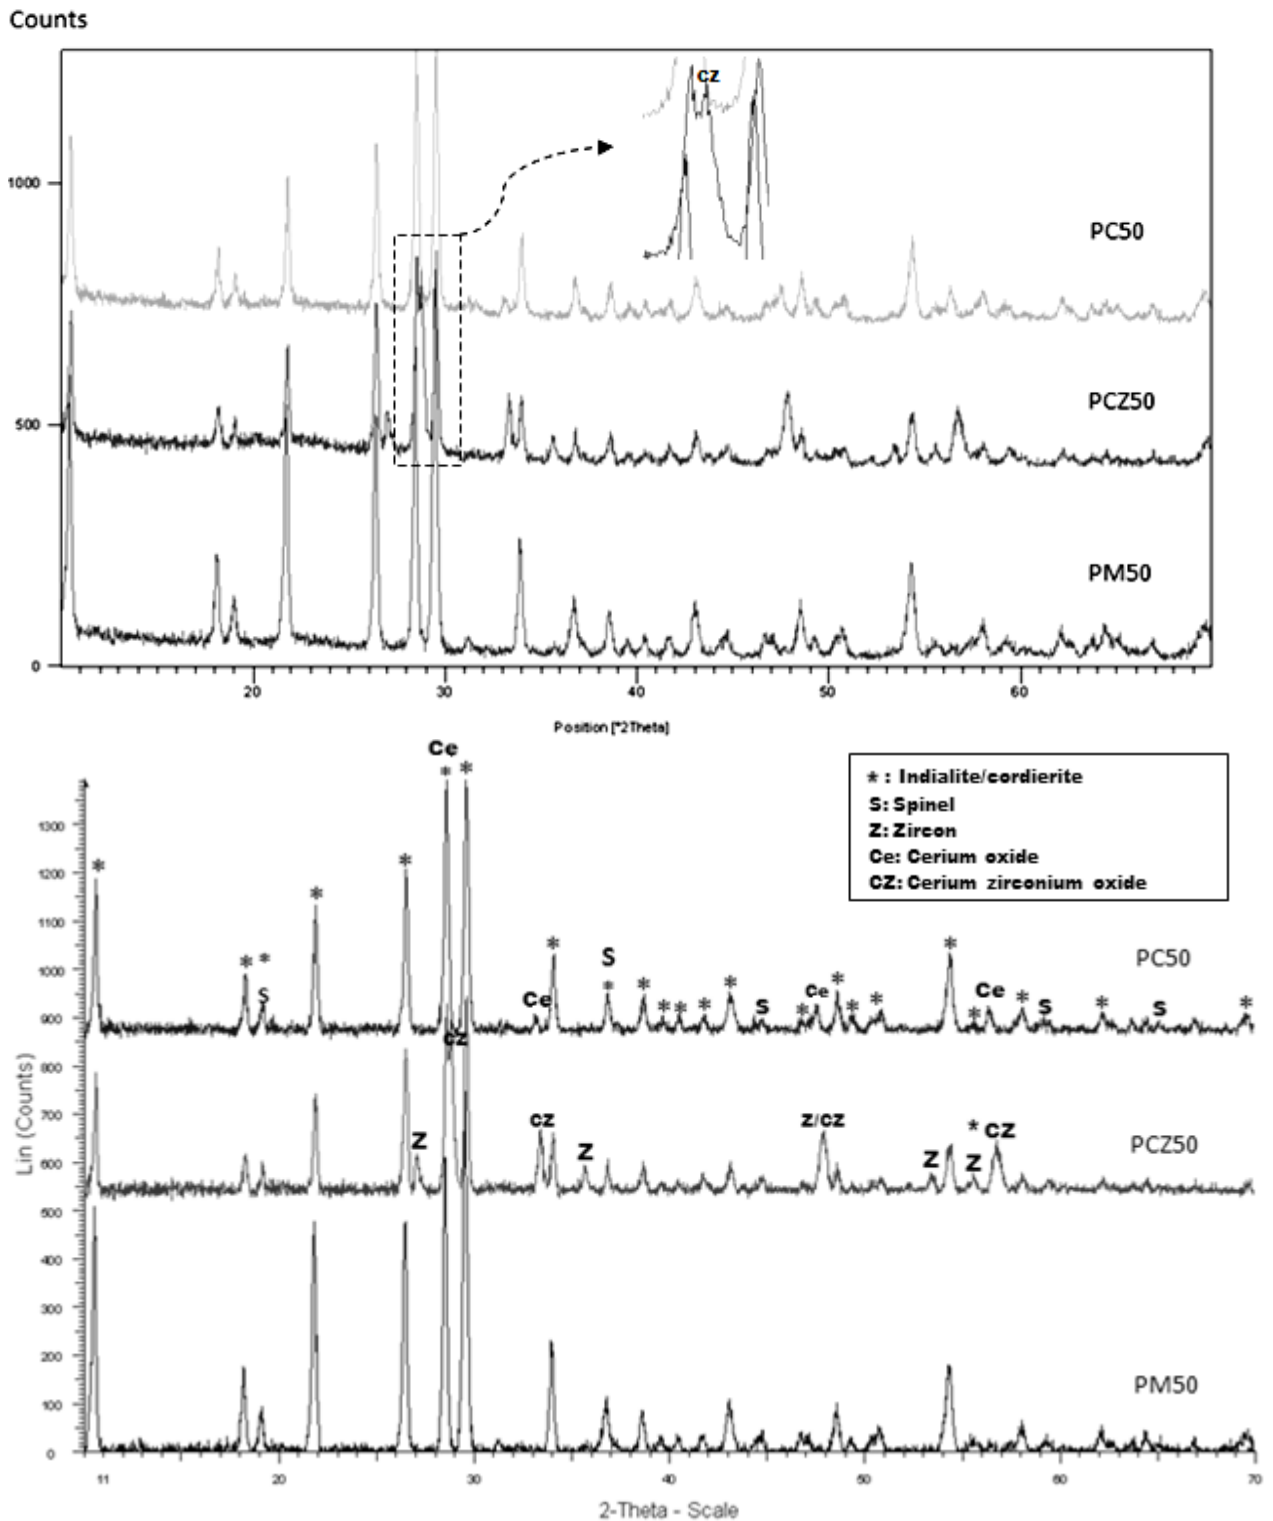 Counts
cz
1000
PC50
PCZ50
500
PM50
0
20 30 40 50 60
Position [°2Theta]
Ce
* *
* : Indialite/cordierite
S: Spinel
Z: Zircon
Ce: Cerium oxide
CZ: Cerium zirconium oxide
1300
1200
1100
1000
900
800
700
600
500
400
300
200
100
0
Lin (Counts)
* * * S * * * * * PC50
* * S Ce * * * * * S * Ce * * * * Ce * S * S *
cz
Z cz Z z/cz Z * Z CZ PCZ50
PM50
11 20 30 40 50 60 70
2-Theta - Scale